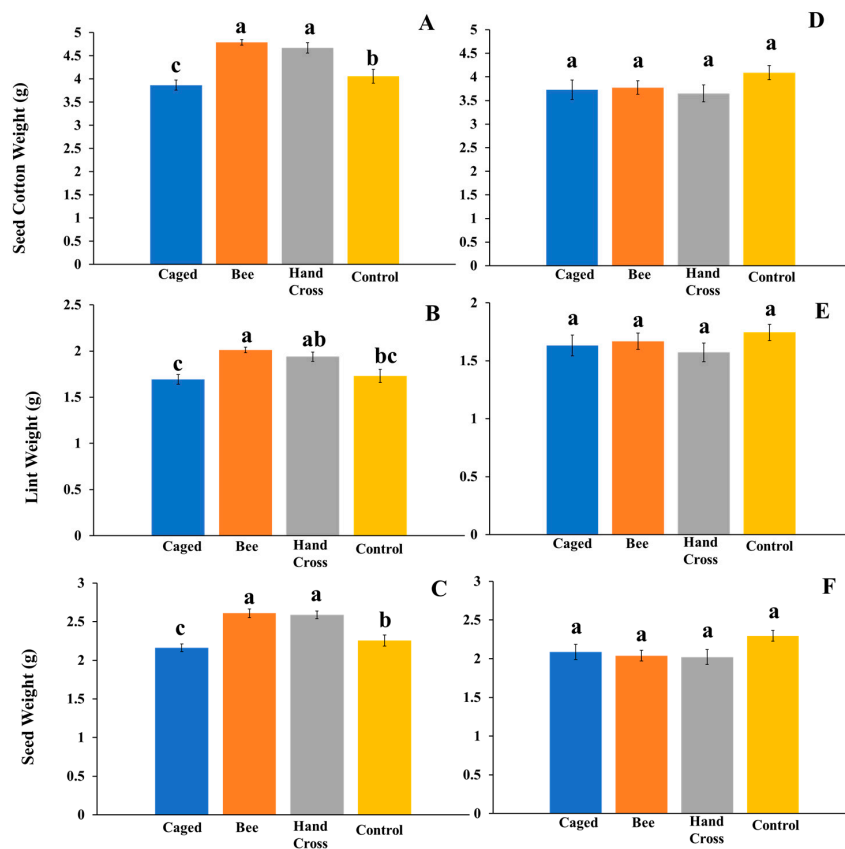 A
Seed Cotton Weight (g)
5
4.5
4
3.5
3
2.5
2
1.5
1
0.5
0
c
a
a
b
Caged
Bee
Hand
Cross
Control
D
5
4.5
4
3.5
3
2.5
2
1.5
1
0.5
0
a
a
a
a
Caged
Bee
Hand
Cross
Control
B
Lint Weight (g)
2.5
2
1.5
1
0.5
0
c
a
ab
bc
Caged
Bee
Hand
Cross
Control
E
2
1.5
1
0.5
0
a
a
a
a
Caged
Bee
Hand
Cross
Control
C
Seed Weight (g)
3
2.5
2
1.5
1
0.5
0
c
a
a
b
Caged
Bee
Hand
Cross
Control
F
3
2.5
2
1.5
1
0.5
0
a
a
a
a
Caged
Bee
Hand
Cross
Control